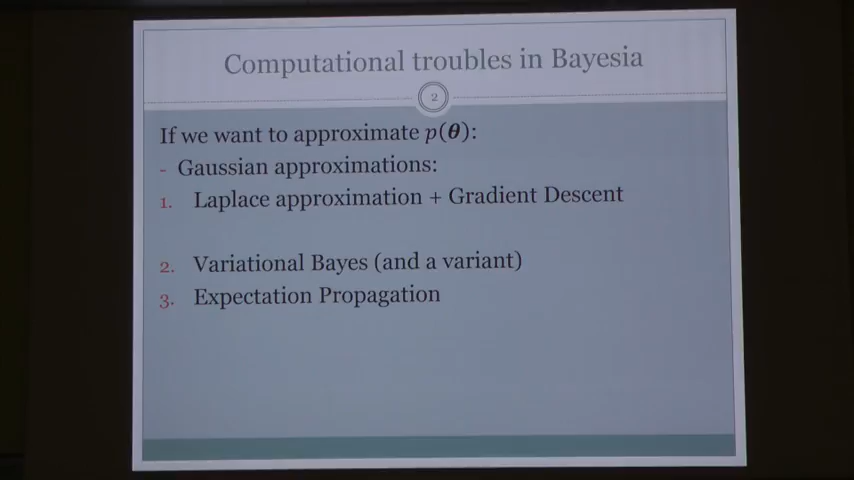 Computational troubles in Bayesia
2
If we want to approximate p(θ):
- Gaussian approximations:
1. Laplace approximation + Gradient Descent
2. Variational Bayes (and a variant)
3. Expectation Propagation